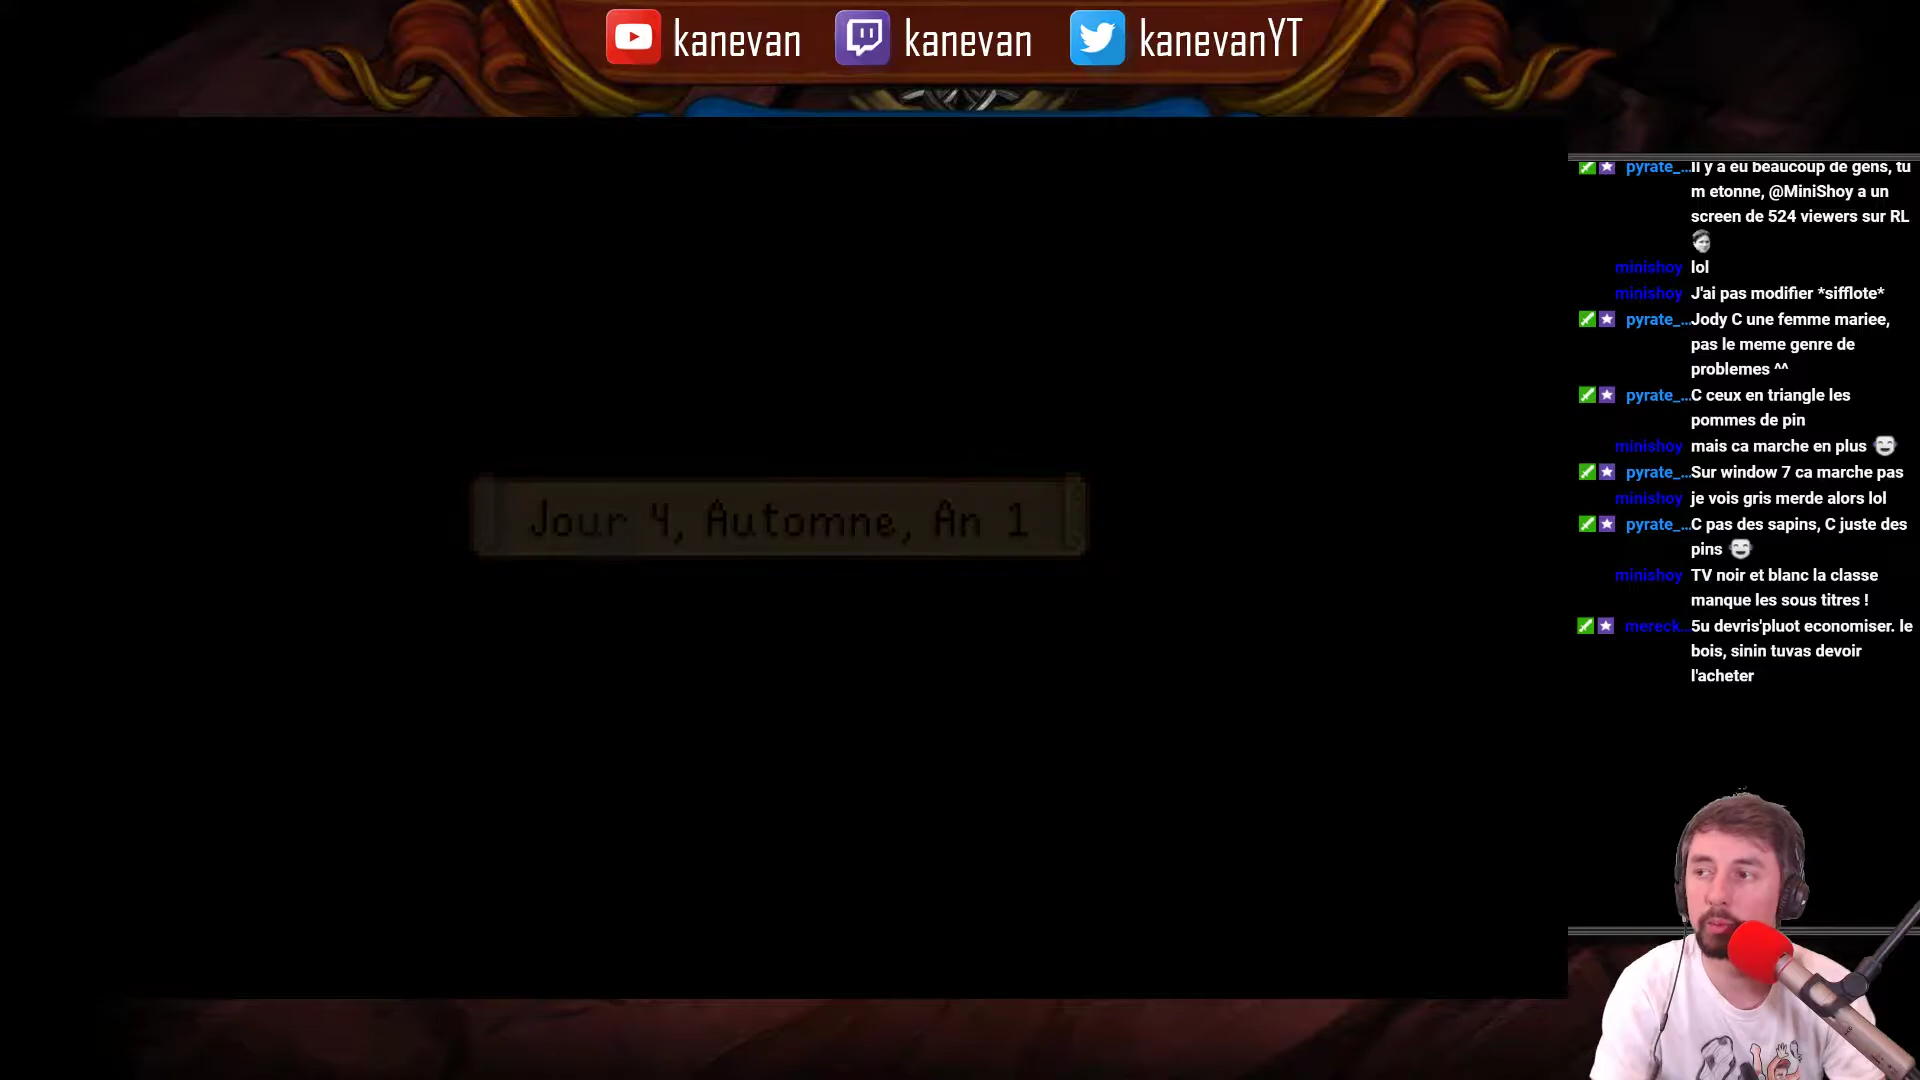 kanevan kanevan kanevanYT
pyrate_... Il y a eu beaucoup de gens, tu
m etonne, @MiniShoy a un
screen de 524 viewers sur RL
minishoy lol
minishoy J'ai pas modifier *sifflote*
pyrate_... Jody C une femme mariee,
pas le meme genre de
problemes ^^
pyrate_... C ceux en triangle les
pommes de pin
minishoy mais ca marche en plus
pyrate_... Sur window 7 ca marche pas
minishoy je vois gris merde alors lol
pyrate_... C pas des sapins, C juste des
pins
minishoy TV noir et blanc la classe
manque les sous titres !
mereck... 5u devris'pluot economiser. le
bois, sinin tuvas devoir
l'acheter
Jour 4, Automne, An 1